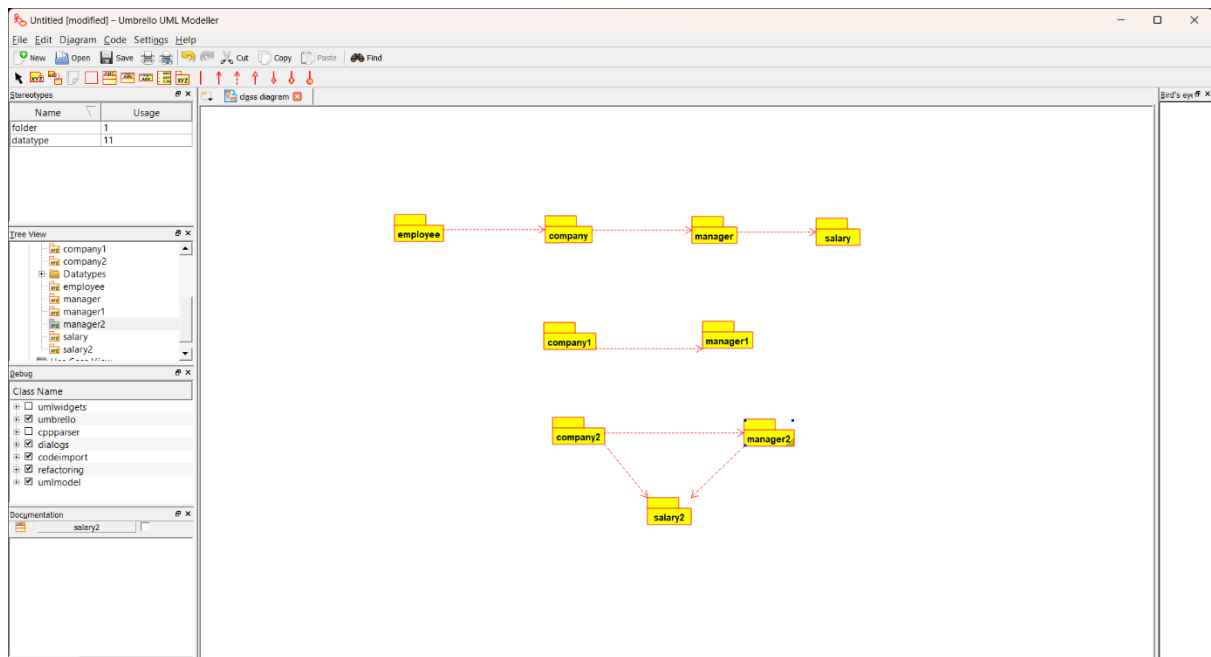 Untitled [modified] – Umbrello UML Modeller
File Edit Diagram Code Settings Help
New Open Save Cut Copy Paste Find
Stereotypes
class diagram
Bird's eye
Name Usage
folder 1
datatype 11
Tree View
company1
company2
Datatypes
employee
manager
manager1
manager2
salary
salary2
Debug
Class Name
umlwidgets
umbrello
cppparser
dialogs
codeimport
refactoring
umlmodel
Documentation
salary2
employee
company
manager
salary
company1
manager1
company2
manager2
salary2